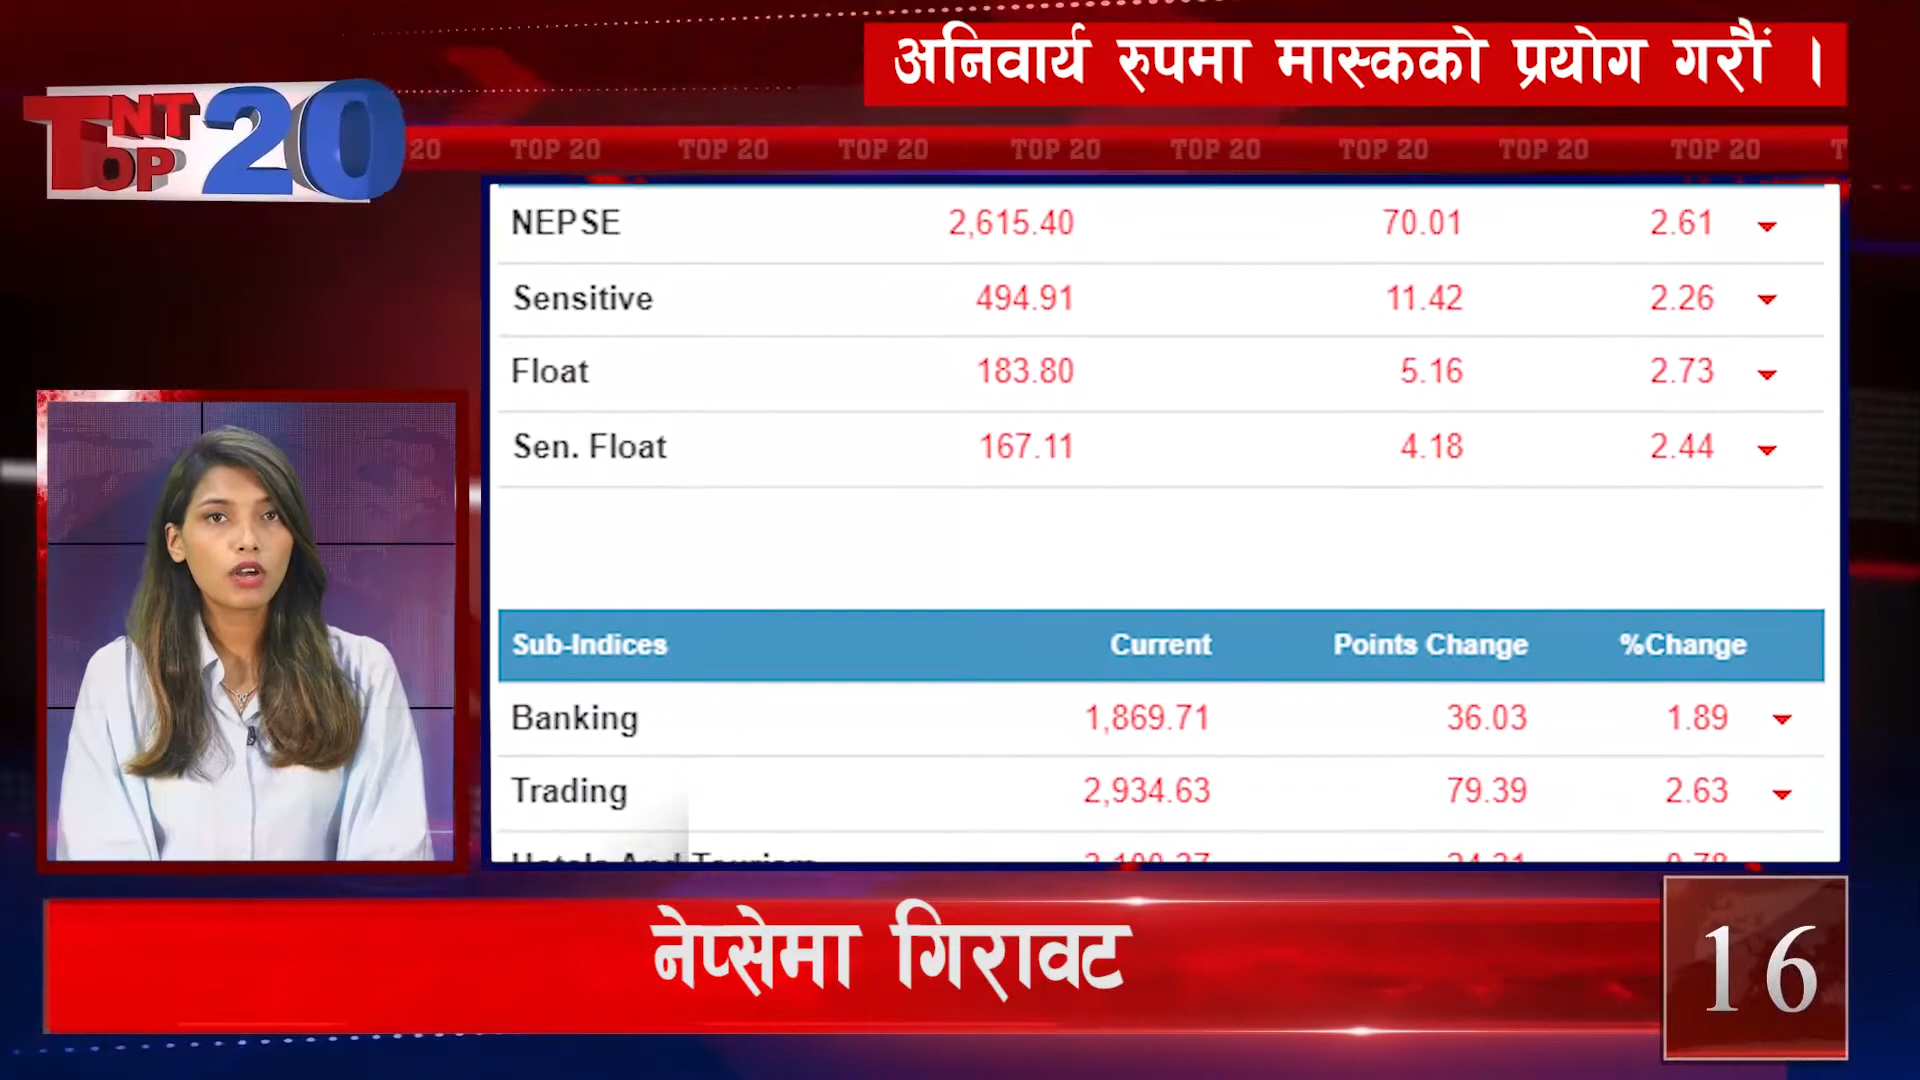 अनिवार्य रुपमा मास्कको प्रयोग गरौं ।
TNT TOP 20
20 TOP 20 TOP 20 TOP 20 TOP 20 TOP 20 TOP 20 TOP 20 TOP 20 T
NEPSE 2,615.40 70.01 2.61
Sensitive 494.91 11.42 2.26
Float 183.80 5.16 2.73
Sen. Float 167.11 4.18 2.44
Sub-Indices Current Points Change %Change
Banking 1,869.71 36.03 1.89
Trading 2,934.63 79.39 2.63
Hotels And Tourism
नेप्सेमा गिरावट
16